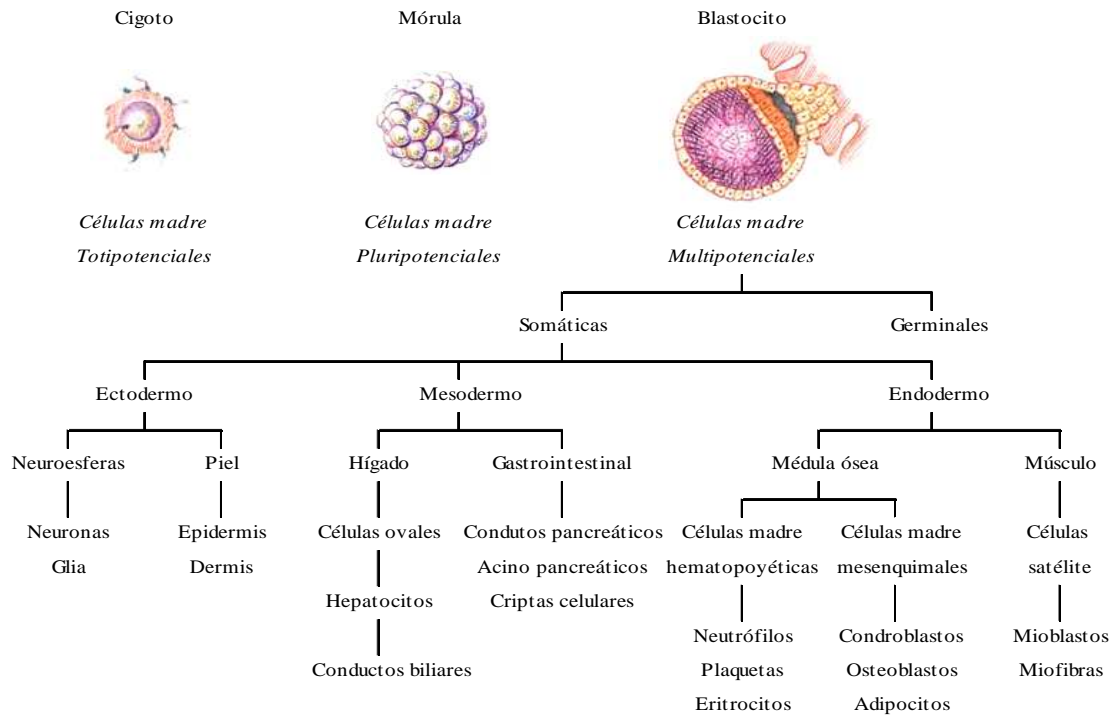 Cigoto
Mórula
Blastocito
Células madre
Totipotenciales
Células madre
Pluripotenciales
Células madre
Multipotenciales
Somáticas
Germinales
Ectodermo
Mesodermo
Endodermo
Neuroesferas
Piel
Hígado
Gastrointestinal
Médula ósea
Músculo
Neuronas
Glia
Epidermis
Dermis
Células ovales
Hepatocitos
Conductos biliares
Condutos pancreáticos
Acino pancreáticos
Criptas celulares
Células madre
hematopoyéticas
Neutrófilos
Plaquetas
Eritrocitos
Células madre
mesenquimales
Condroblastos
Osteoblastos
Adipocitos
Células
satélite
Mioblastos
Miofibras